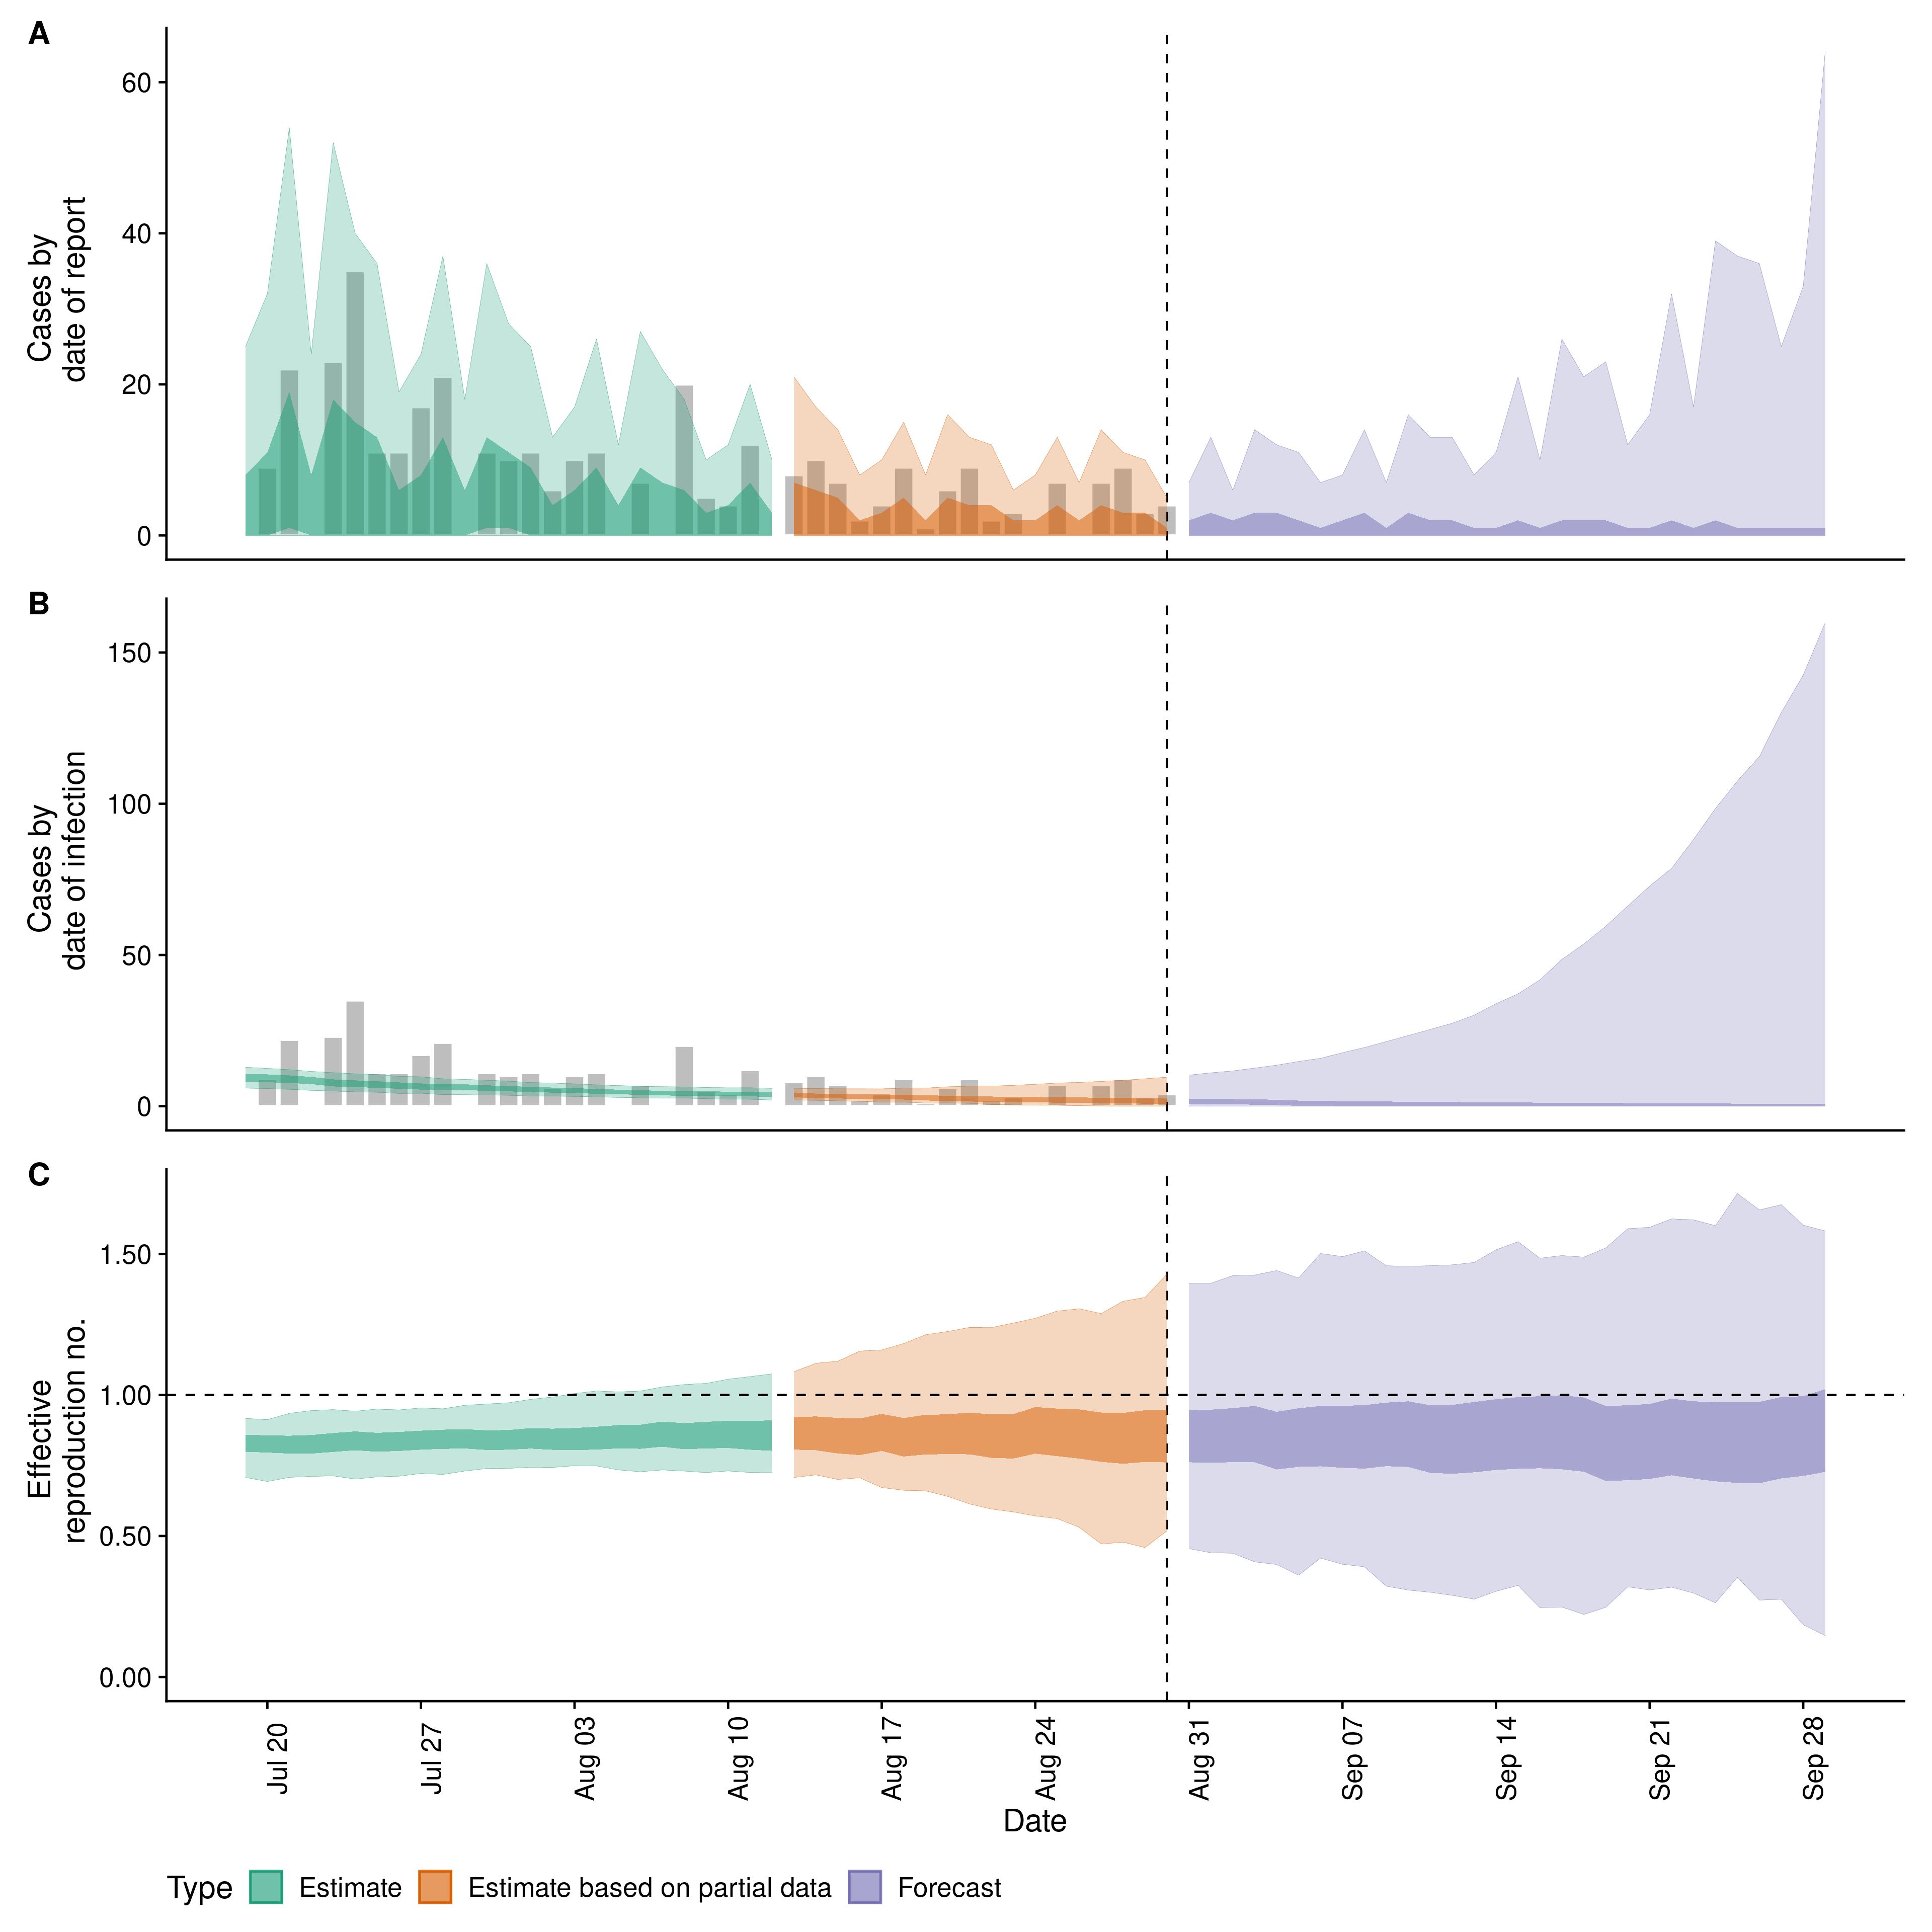 A
Cases by
date of report
60
40
20
0
B
Cases by
date of infection
150
100
50
0
C
Effective
reproduction no.
1.50
1.00
0.50
0.00
Jul 20
Jul 27
Aug 03
Aug 10
Aug 17
Aug 24
Aug 31
Sep 07
Sep 14
Sep 21
Sep 28
Date
Type Estimate Estimate based on partial data Forecast